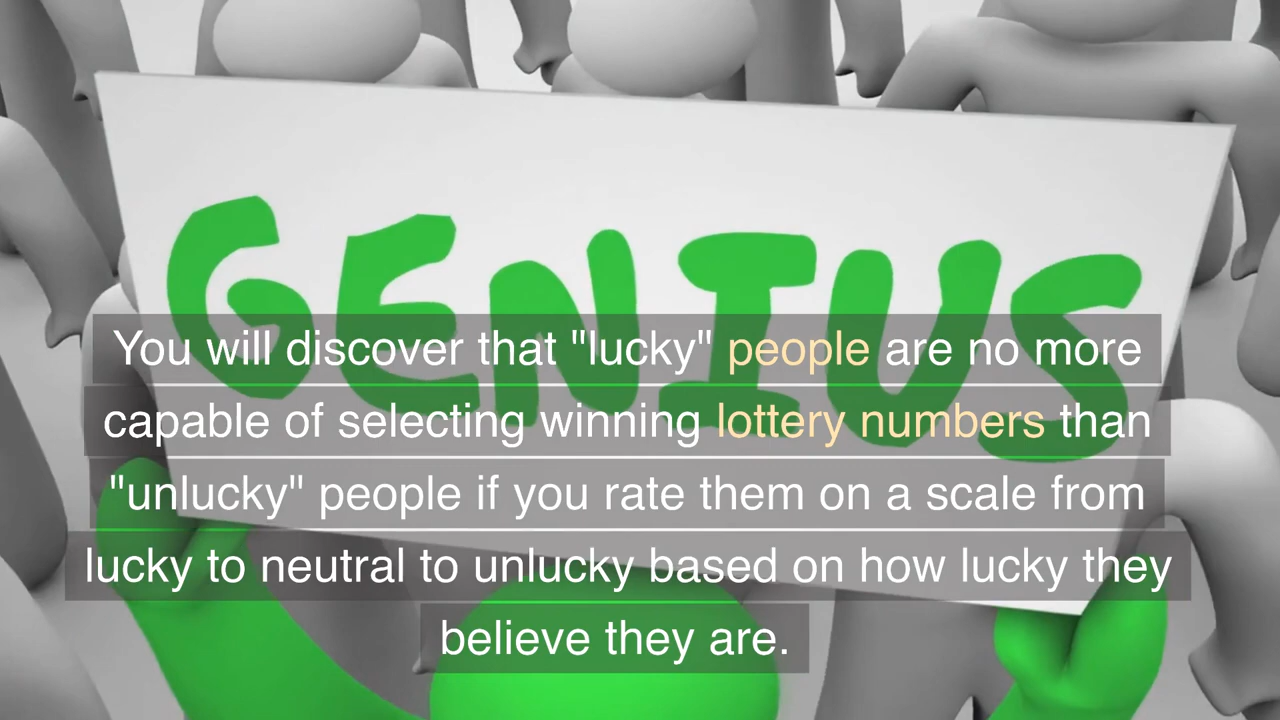 GENIUS
You will discover that "lucky" people are no more
capable of selecting winning lottery numbers than
"unlucky" people if you rate them on a scale from
lucky to neutral to unlucky based on how lucky they
believe they are.